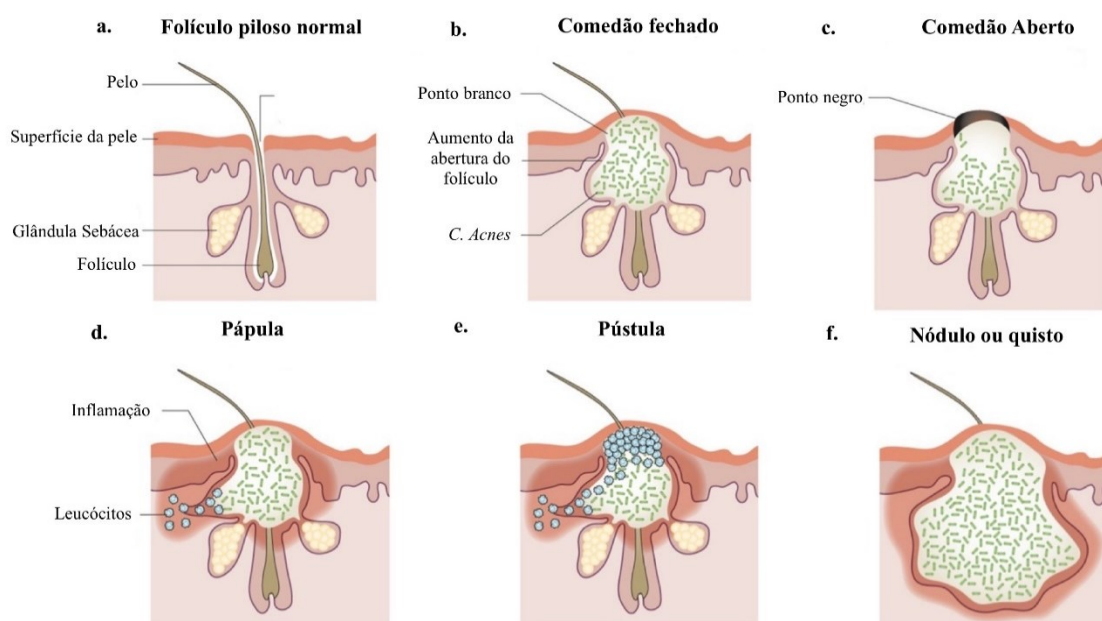 a.
Folículo piloso normal
Pelo
Superfície da pele
Glândula Sebácea
Folículo
b.
Comedão fechado
Ponto branco
Aumento da
abertura do
folículo
C. Acnes
c.
Comedão Aberto
Ponto negro
d.
Pápula
Inflamação
Leucócitos
e.
Pústula
f.
Nódulo ou quisto